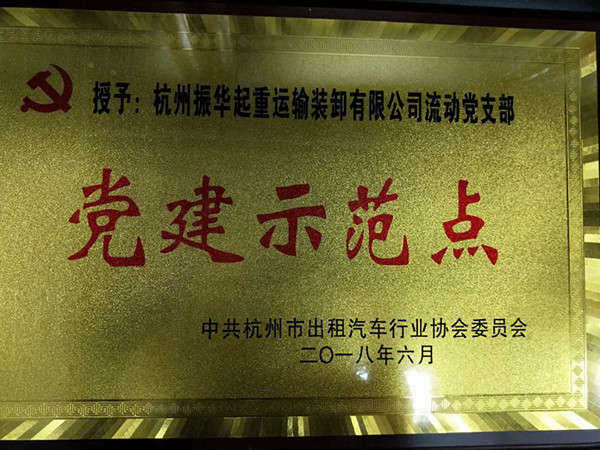 授予：杭州振华起重运输装卸有限公司流动党支部
党建示范点
中共杭州市出租汽车行业协会委员会
二〇一八年六月